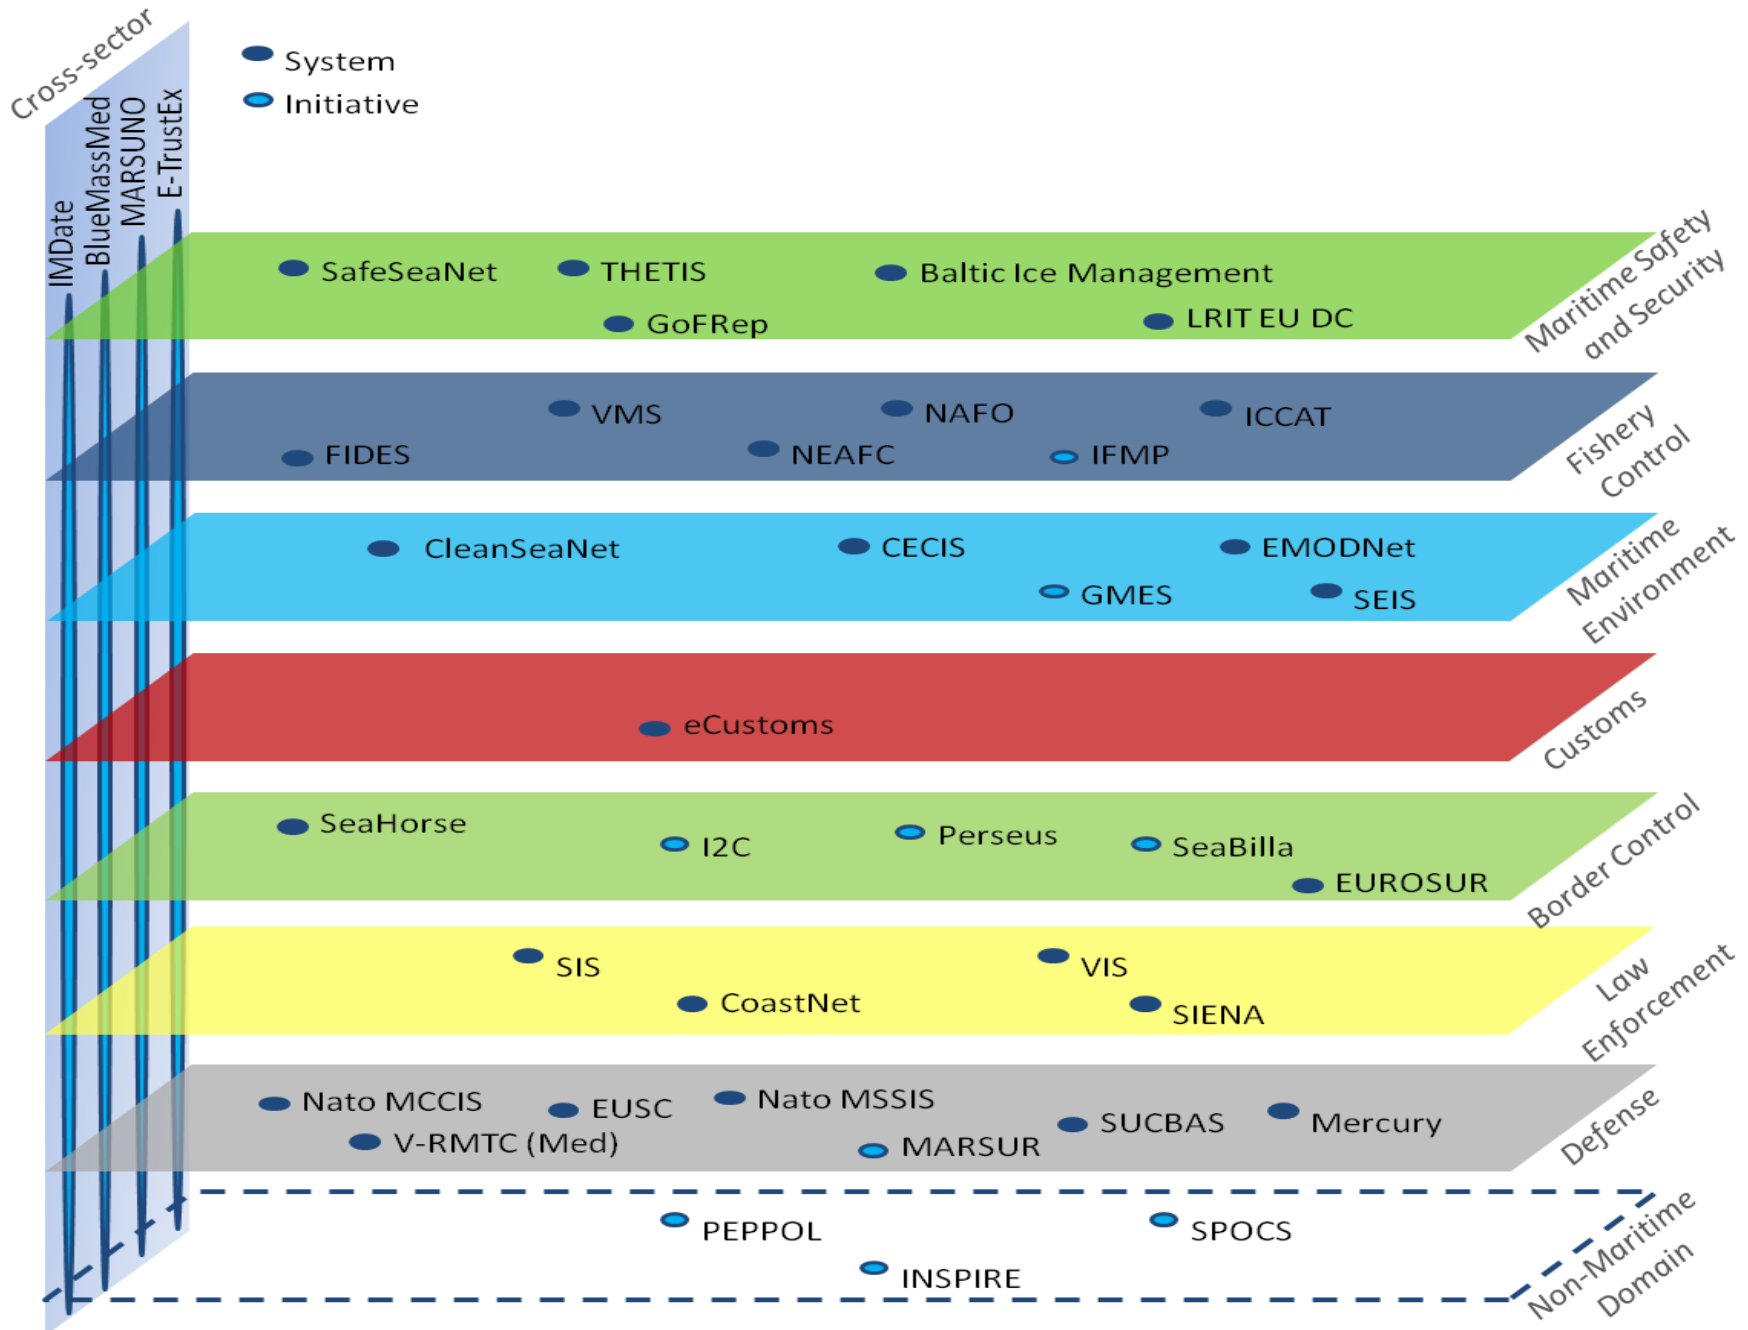 Cross-sector
System
Initiative
IMDate
BlueMassMed
MARSUNO
E-TrustEx
SafeSeaNet
THETIS
Baltic Ice Management
GoFRep
LRIT EU DC
Maritime Safety
and Security
VMS
NAFO
ICCAT
FIDES
NEAFC
IFMP
Fishery
Control
CleanSeaNet
CECIS
EMODNet
GMES
SEIS
Maritime
Environment
eCustoms
Customs
SeaHorse
I2C
Perseus
SeaBilla
EUROSUR
Border Control
SIS
VIS
CoastNet
SIENA
Law
Enforcement
Nato MCCIS
EUSC
Nato MSSIS
SUCBAS
Mercury
V-RMTC (Med)
MARSUR
Defense
PEPPOL
SPOCS
INSPIRE
Non-Maritime
Domain